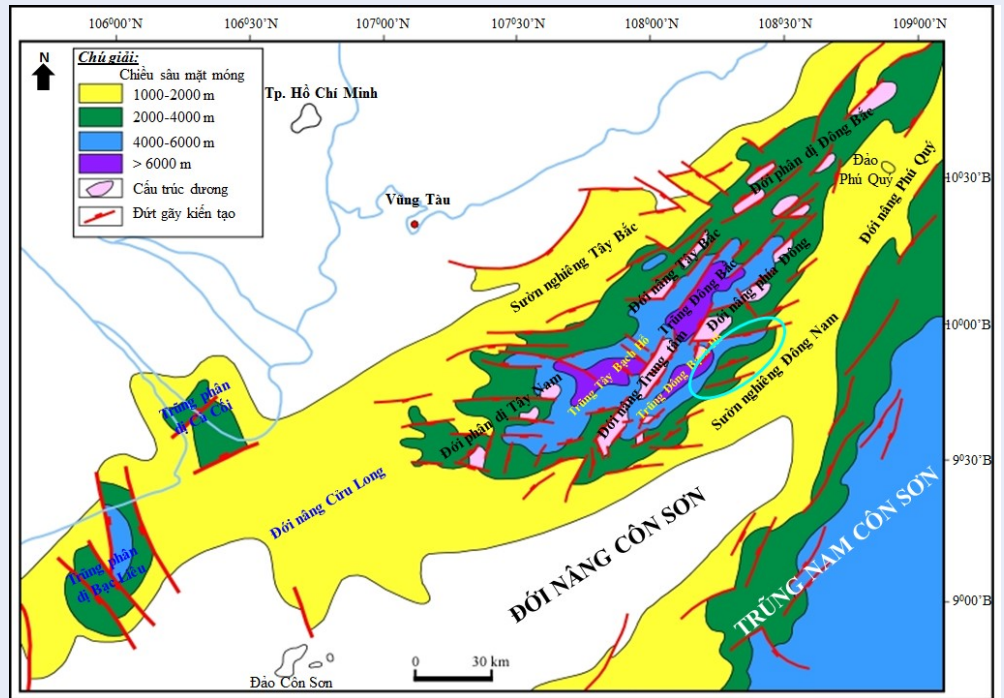 106°00'N 106°30'N 107°00'N 107°30'N 108°00'N 108°30'N 109°00'N
N
Chú giải:
Chiều sâu mặt móng
1000-2000 m
2000-4000 m
4000-6000 m
> 6000 m
Cấu trúc dương
Đứt gãy kiến tạo
Tp. Hồ Chí Minh
Vũng Tàu
Đới phân dị Đông Bắc
Đảo
Phú Quý
Đới nâng Phú Quý
10°30'B
Sườn nghiêng Tây Bắc
Đới nâng Tây Bắc
Trũng Đông Bắc
Đới nâng phía Đông
10°00'B
Trũng Tây Bạch Hổ
Đới nâng Trung tâm
Trũng Đông Bạch Hổ
Sườn nghiêng Đông Nam
Đới phân dị Tây Nam
Trũng phân
dị Cà Cối
9°30'B
Đới nâng Cửu Long
ĐỚI NÂNG CÔN SƠN
TRŨNG NAM CÔN SƠN
Trũng phân
dị Bạc Liêu
9°00'B
0 30 km
Đảo Côn Sơn